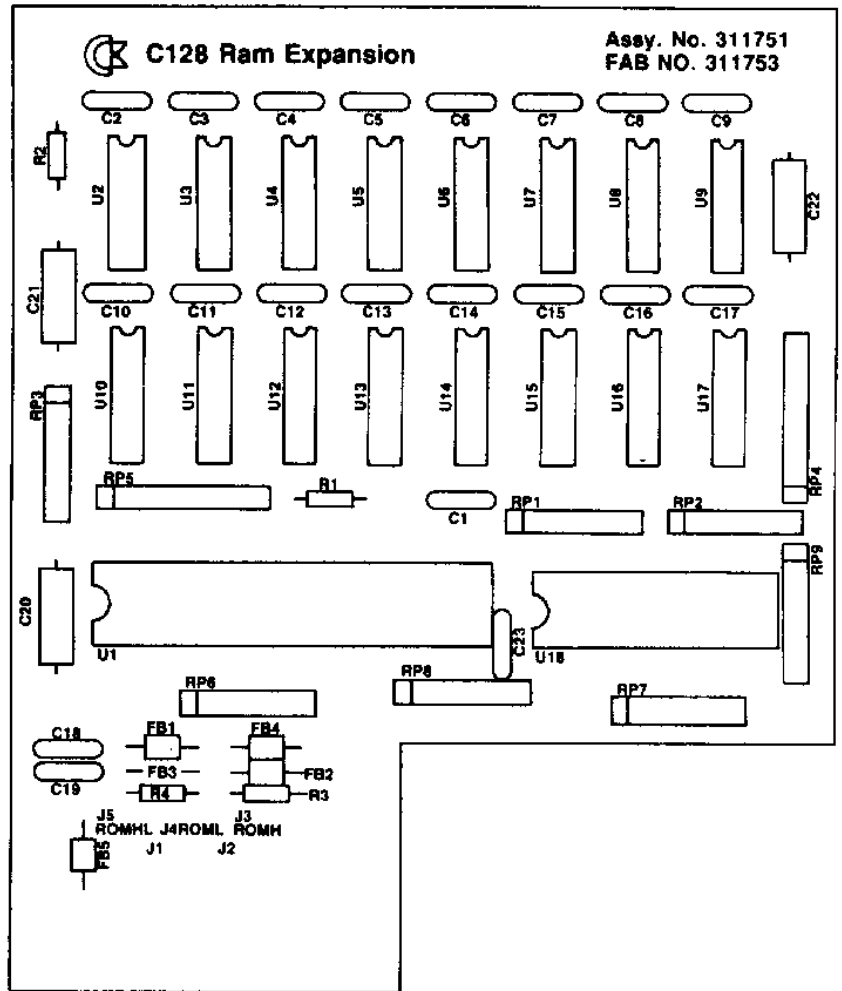 C128 Ram Expansion
Assy. No. 311751
FAB NO. 311753
C2 C3 C4 C5 C6 C7 C8 C9
R2 U2 U3 U4 U5 U6 U7 U8 U9 C22
C21
C10 C11 C12 C13 C14 C15 C16 C17
RP3 U10 U11 U12 U13 U14 U15 U16 U17
RP5 R1 C1 RP1 RP2 RP4
RP9
C20
U1 C23 U18
RP6 RP8 RP7
C18 FB1 FB4
C19 FB3 FB2
R4 R3
J5 J3
ROMHL J4ROML ROMH
FB5 J1 J2